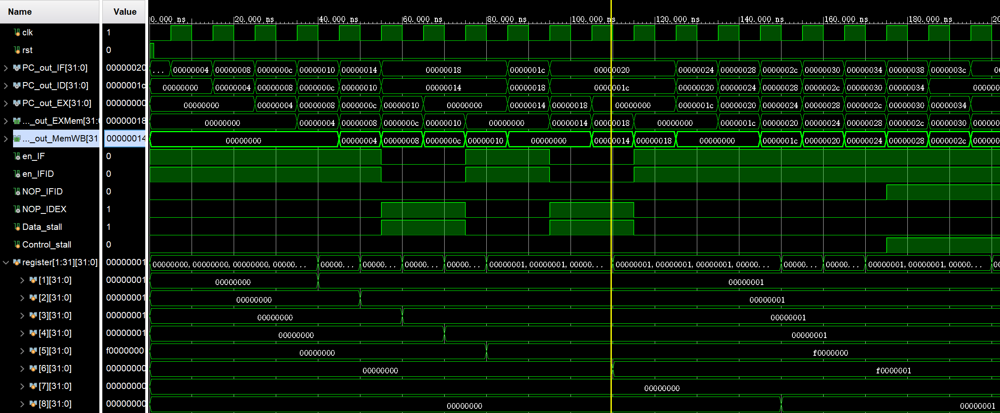 Name Value
0.000 ns 20.000 ns 40.000 ns 60.000 ns 80.000 ns 100.000 ns 120.000 ns 140.000 ns 160.000 ns 180.000 ns 20
clk 1
rst 0
PC_out_IF[31:0] 00000020 ... 00000004 00000008 0000000c 00000010 00000014 00000018 0000001c 00000020 00000024 00000028 0000002c 00000030 00000034 00000038 0000003c 00
PC_out_ID[31:0] 0000001c 00000000 00000004 00000008 0000000c 00000010 00000014 00000018 0000001c 00000020 00000024 00000028 0000002c 00000030 00000034 000000
PC_out_EX[31:0] 00000000 00000000 00000004 00000008 0000000c 00000010 00000000 00000014 00000018 00000000 0000001c 00000020 00000024 00000028 0000002c 00000030 00000034
..._out_EXMem[31:0 00000018 00000000 00000004 00000008 0000000c 00000010 00000000 00000014 00000018 00000000 0000001c 00000020 00000024 00000028 0000002c 00000030 000000
..._out_MemWB[31 00000014 00000000 00000004 00000008 0000000c 00000010 00000000 00000014 00000018 00000000 0000001c 00000020 00000024 00000028 0000002c 000000
en_IF 0
en_IFID 0
NOP_IFID 0
NOP_IDEX 1
Data_stall 1
Control_stall 0
register[1:31][31:0] 00000001 00000000,00000000,00000000,00000... 00000... 00000... 00000... 00000... 00000001,00000001,00000... 00000001,00000001,00000001,00000... 00000... 00000... 00000001,00000001,00000... 00
[1][31:0] 00000001 00000000 00000001
[2][31:0] 00000001 00000000 00000001
[3][31:0] 00000001 00000000 00000001
[4][31:0] 00000001 00000000 00000001
[5][31:0] f0000000 00000000 f0000000
[6][31:0] 00000000 00000000 f0000001
[7][31:0] 00000000 00000000
[8][31:0] 00000000 00000000 00000001